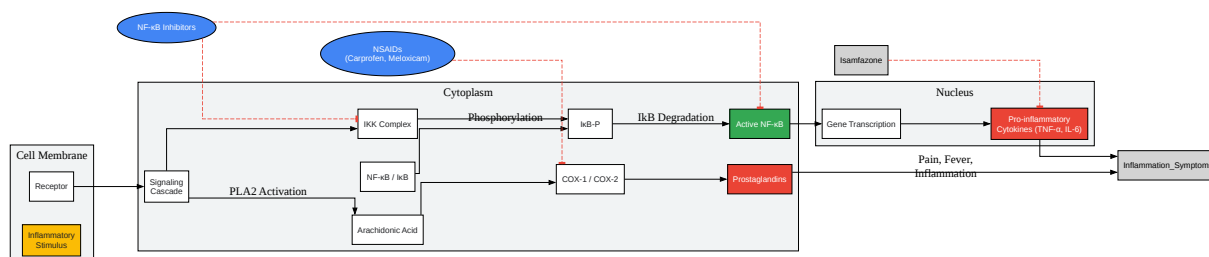 NF-κB Inhibitors
NSAIDs
(Carprofen, Meloxicam)
Isamfazone
Cytoplasm
Nucleus
IKK Complex
Phosphorylation
IκB-P
IkB Degradation
Active NF-κB
Gene Transcription
Pro-inflammatory
Cytokines (TNF-α, IL-6)
Cell Membrane
Receptor
Signaling
Cascade
NF-κB / IκB
PLA2 Activation
COX-1 / COX-2
Prostaglandins
Pain, Fever,
Inflammation
Inflammation_Symptom
Arachidonic Acid
Inflammatory
Stimulus